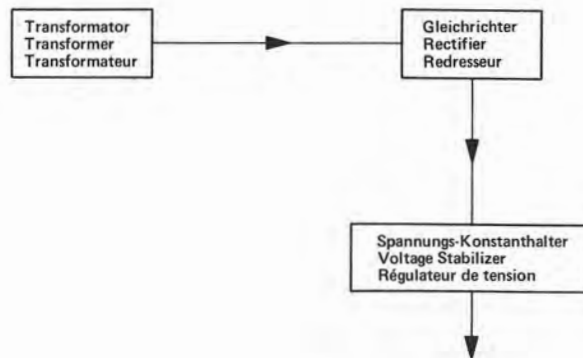 Transformator
Transformer
Transformateur
Gleichrichter
Rectifier
Redresseur
Spannungs-Konstanthalter
Voltage Stabilizer
Régulateur de tension